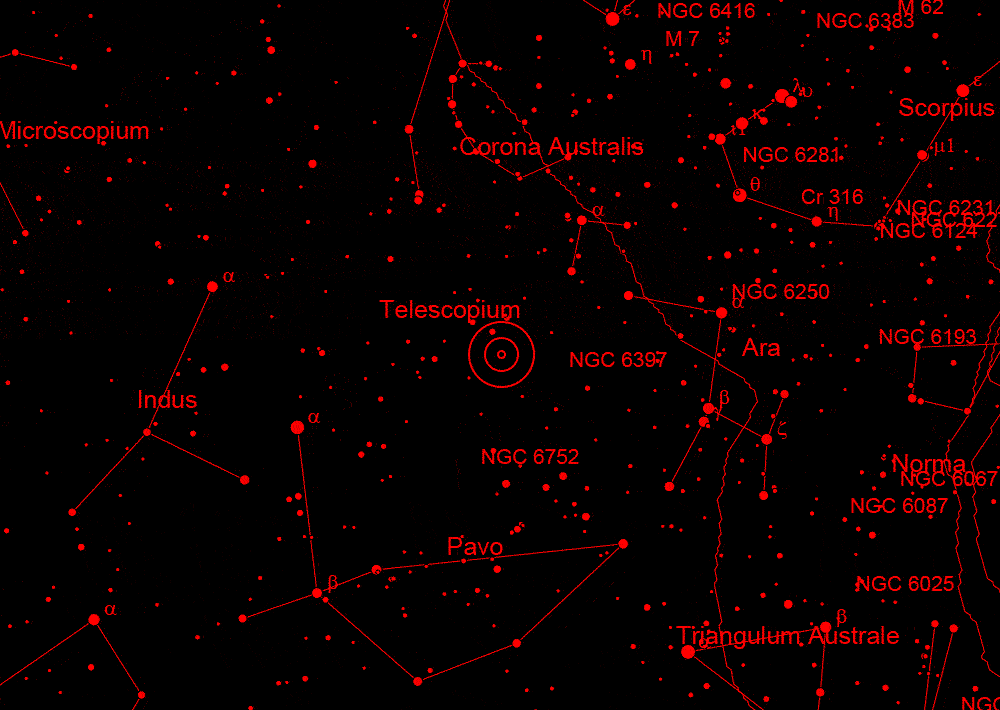 M 62
ε NGC 6416
NGC 6383
M 7
η
ε
λ υ
Scorpius
κ
ι1
Microscopium
Corona Australis
μ1
NGC 6281
θ
Cr 316
NGC 6231
α
η
NGC 6124
α
NGC 6250
α
Telescopium
NGC 6193
Ara
NGC 6397
Indus
β
α
ζ
NGC 6752
Norma
NGC 6067
NGC 6087
Pavo
β
NGC 6025
α
β
Triangulum Australe